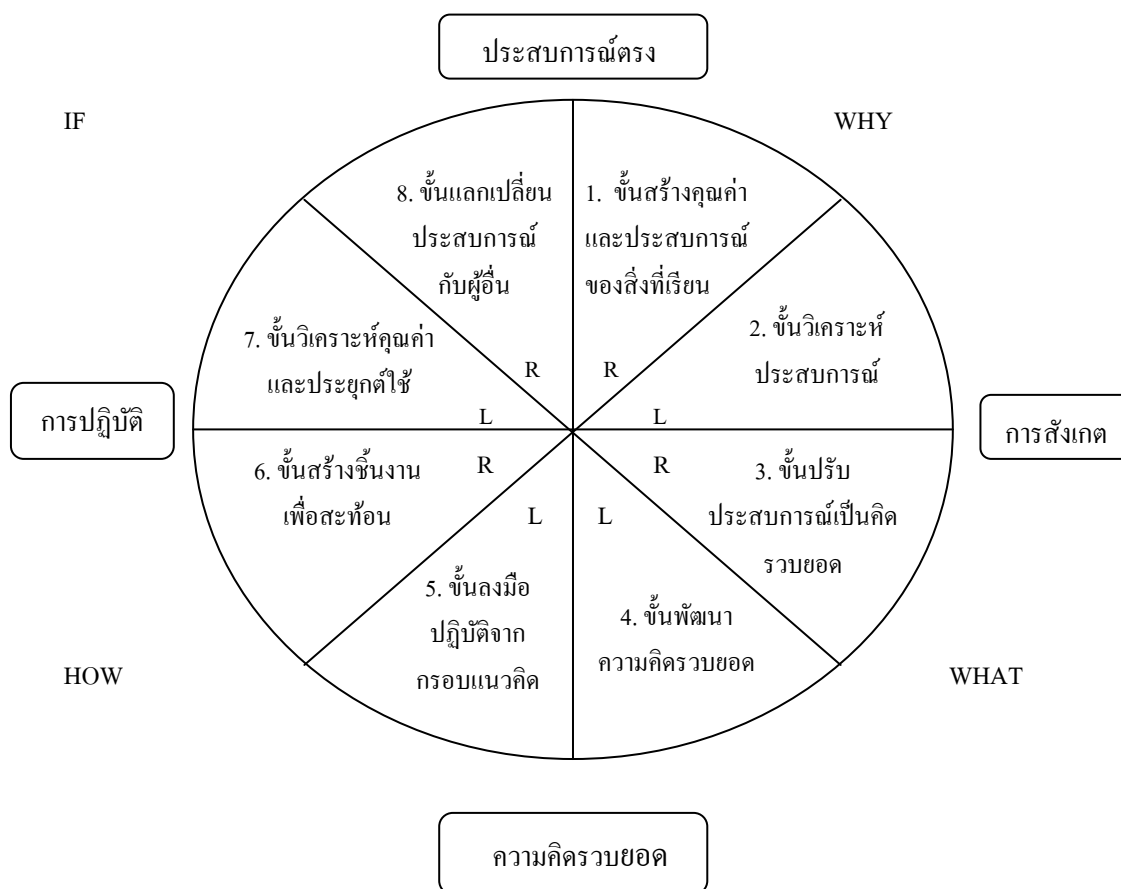 ประสบการณ์ตรง
IF
WHY
8. ขั้นแลกเปลี่ยน
ประสบการณ์
กับผู้อื่น
1. ขั้นสร้างคุณค่า
และประสบการณ์
ของสิ่งที่เรียน
7. ขั้นวิเคราะห์คุณค่า
และประยุกต์ใช้
2. ขั้นวิเคราะห์
ประสบการณ์
R
R
L
L
การปฏิบัติ
การสังเกต
6. ขั้นสร้างชิ้นงาน
เพื่อสะท้อน
R
R
3. ขั้นปรับ
ประสบการณ์เป็นคิด
รวบยอด
L
L
5. ขั้นลงมือ
ปฏิบัติจาก
กรอบแนวคิด
4. ขั้นพัฒนา
ความคิดรวบยอด
HOW
WHAT
ความคิดรวบยอด